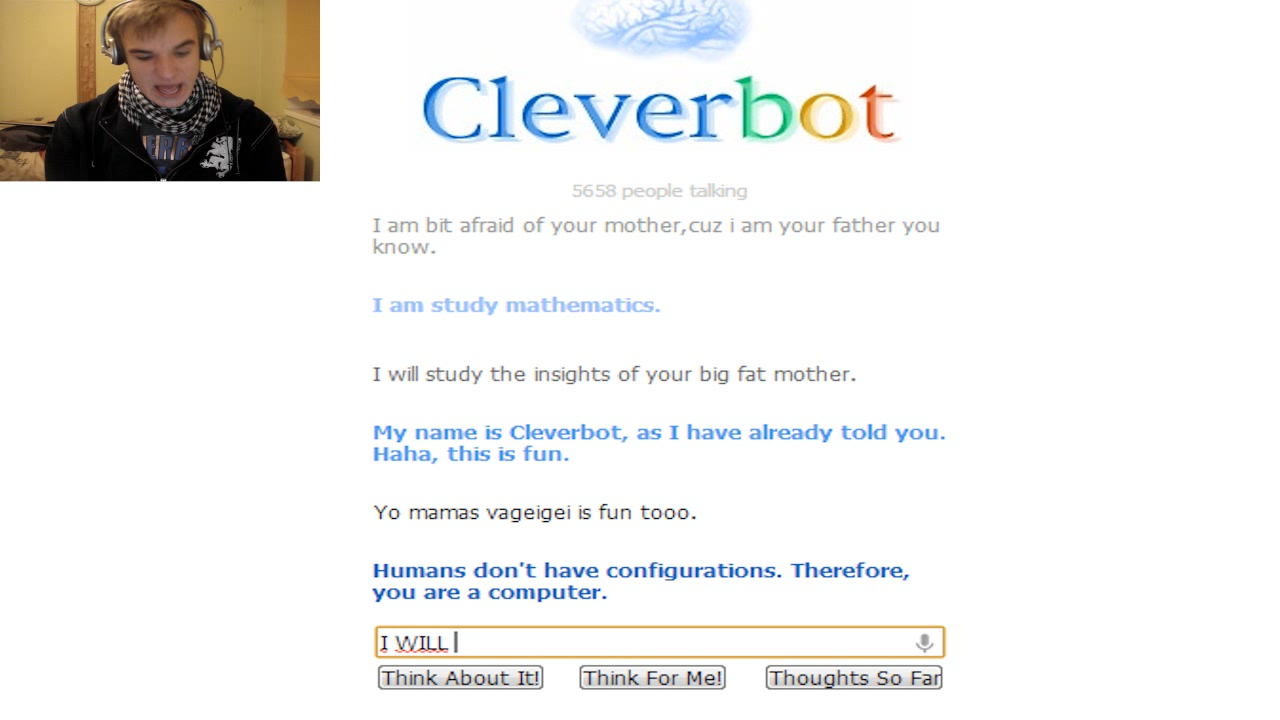 Cleverbot
5658 people talking
I am bit afraid of your mother,cuz i am your father you
know.
I am study mathematics.
I will study the insights of your big fat mother.
My name is Cleverbot, as I have already told you.
Haha, this is fun.
Yo mamas vageigei is fun tooo.
Humans don't have configurations. Therefore,
you are a computer.
I WILL
Think About It! Think For Me! Thoughts So Far